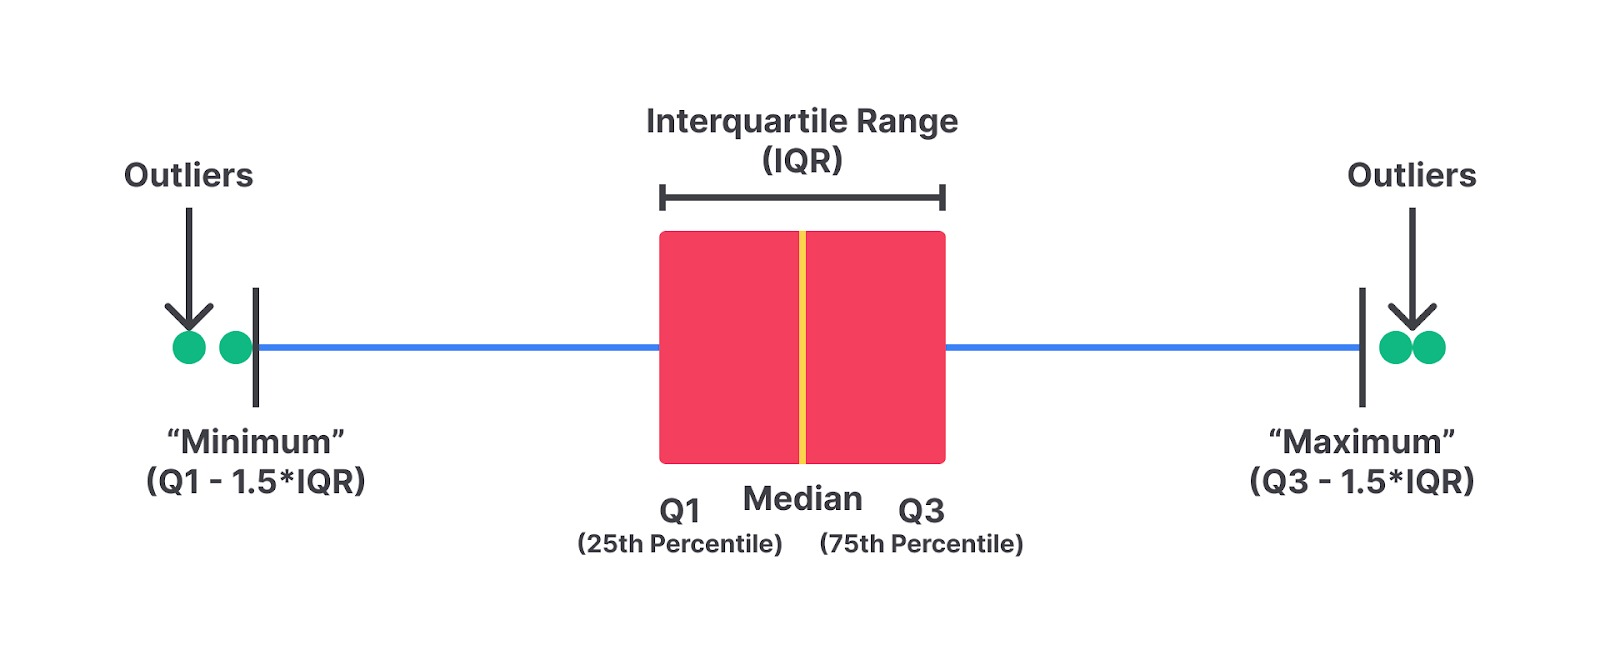 Interquartile Range
(IQR)
Outliers
Outliers
“Minimum”
(Q1 - 1.5*IQR)
“Maximum”
(Q3 - 1.5*IQR)
Q1
(25th Percentile)
Median
Q3
(75th Percentile)